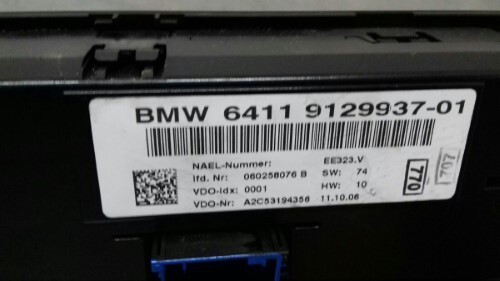 BMW 6411 9129937-01
NAEL-Nummer: EE323.V
lfd. Nr: 060258076 B SW: 74
VDO-Idx: 0001 HW: 10
VDO-Nr: A2C53194356 11.10.06
770
707